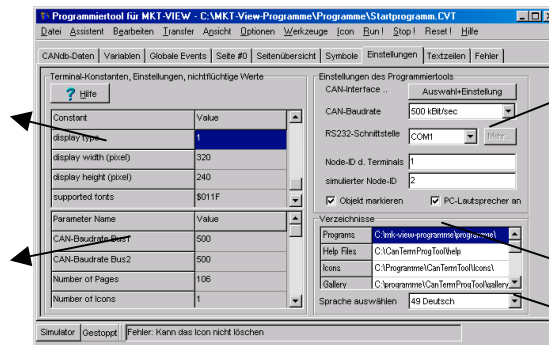 Programmiertool für MKT-VIEW - C:\MKT-View-Programme\Programme\Startprogramm.CVT
Datei Assistent Bearbeiten Transfer Ansicht Optionen Werkzeuge Icon Run! Stop! Reset! Hilfe
CANdb-Daten Variablen Globale Events Seite #0 Seitenübersicht Symbole Einstellungen Textzeilen Fehler
Terminal-Konstanten, Einstellungen, nichtflüchtige Werte
? Hilfe
Constant Value
display type 1
display width (pixel) 320
display height (pixel) 240
supported fonts $011F
Parameter Name Value
CAN-Baudrate Bus1 500
CAN-Baudrate Bus2 500
Number of Pages 106
Number of Icons 1
Einstellungen des Programmiertools
CAN-Interface .. Auswahl+Einstellung
CAN-Baudrate 500 kBit/sec
RS232-Schnittstelle COM1 Mehr...
Node-ID d. Terminals 1
simulierter Node-ID 2
Objekt markieren PC-Lautsprecher an
Verzeichnisse
Programs C:\mk-view-programme\programme\
Help Files C:\CanTermProgTool\help
Icons C:\Programme\CanTermTool\Icons\
Gallery C:\programme\CanTermProgTool\gallery
Sprache auswählen 49 Deutsch
Simulator Gestoppt Fehler: Kann das Icon nicht löschen